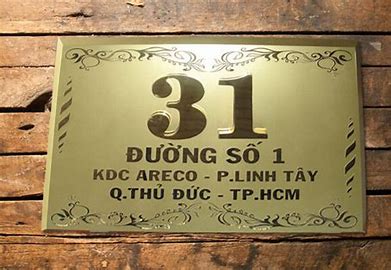 31
ĐƯỜNG SỐ 1
KDC ARECO - P.LINH TÂY
Q.THỦ ĐỨC - TP.HCM